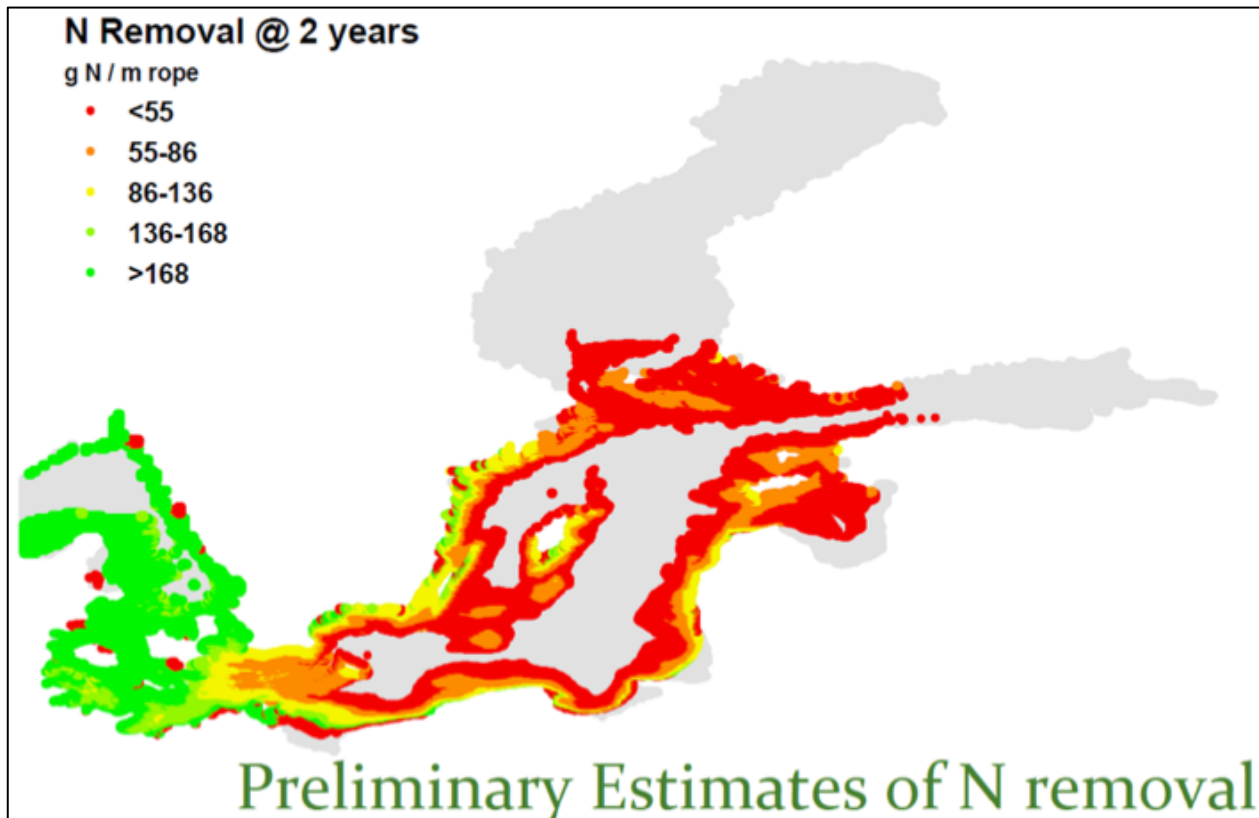 N Removal @ 2 years
g N / m rope
<55
55-86
86-136
136-168
>168
Preliminary Estimates of N removal